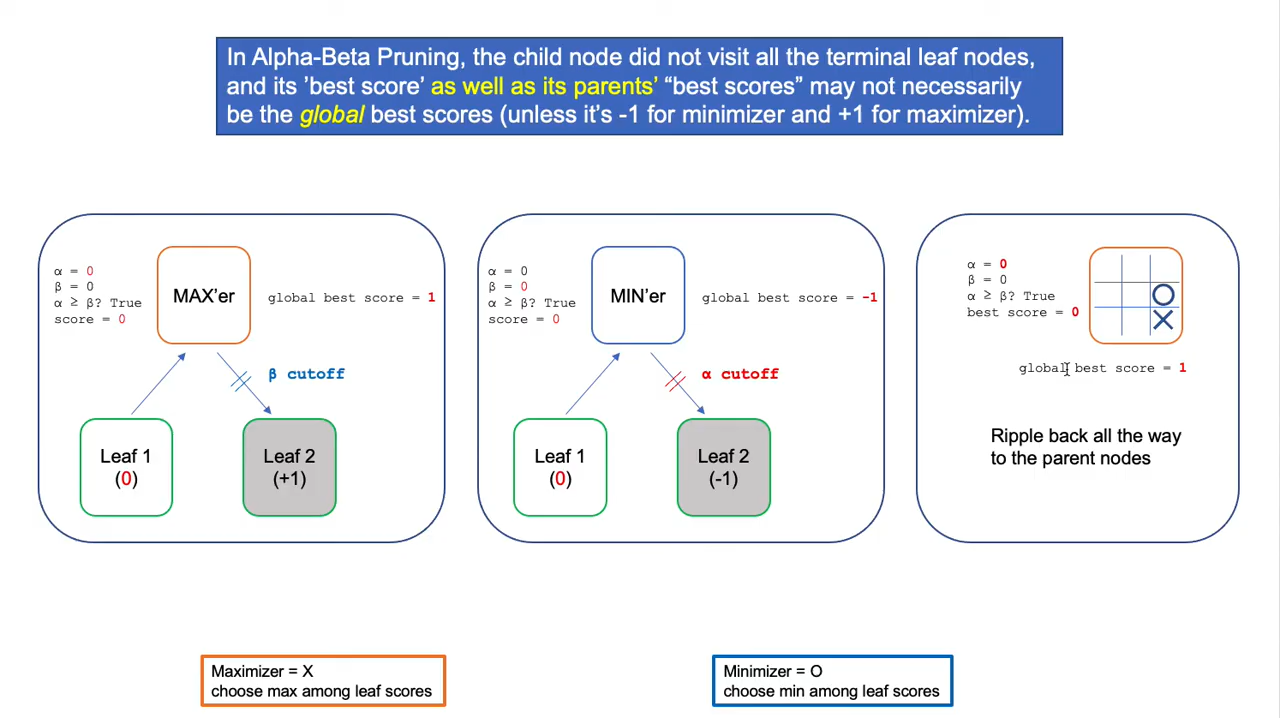 In Alpha-Beta Pruning, the child node did not visit all the terminal leaf nodes,
and its 'best score' as well as its parents' “best scores” may not necessarily
be the global best scores (unless it's -1 for minimizer and +1 for maximizer).
α = 0
β = 0
α ≥ β? True
score = 0
MAX'er
global best score = 1
β cutoff
Leaf 1
(0)
Leaf 2
(+1)
α = 0
β = 0
α ≥ β? True
score = 0
MIN'er
global best score = -1
α cutoff
Leaf 1
(0)
Leaf 2
(-1)
α = 0
β = 0
α ≥ β? True
best score = 0
O
X
global best score = 1
Ripple back all the way
to the parent nodes
Maximizer = X
choose max among leaf scores
Minimizer = O
choose min among leaf scores